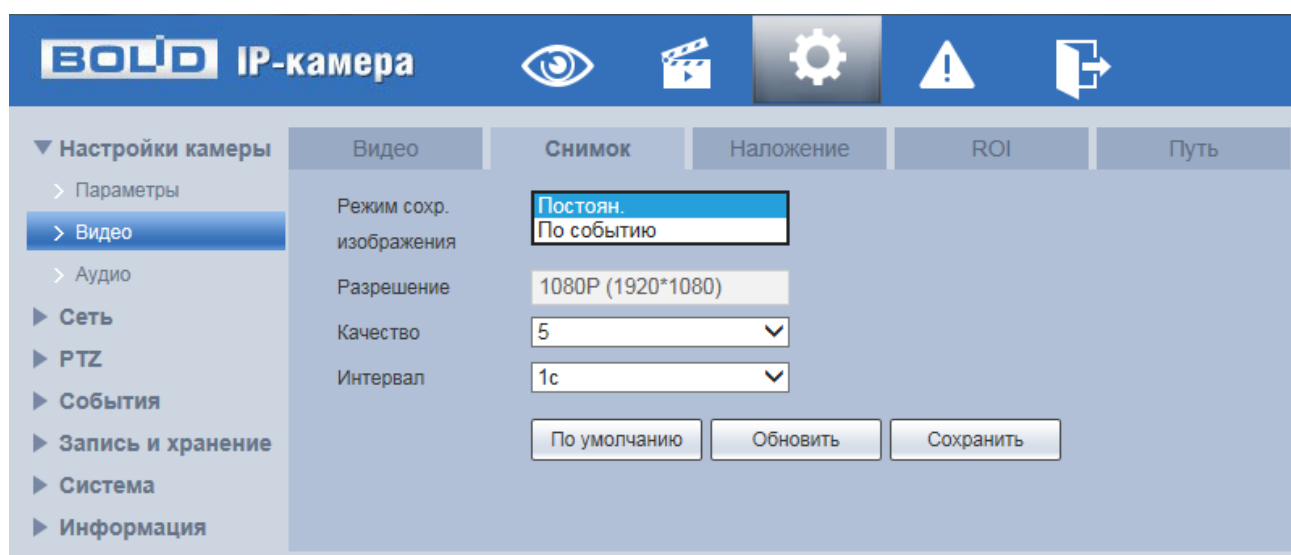 BOLID IP-камера
Настройки камеры
Параметры
Видео
Аудио
Сеть
PTZ
События
Запись и хранение
Система
Информация
Видео Снимок Наложение ROI Путь
Режим сохр.
изображения
Постоян.
По событию
Разрешение 1080P (1920*1080)
Качество 5
Интервал 1с
По умолчанию Обновить Сохранить